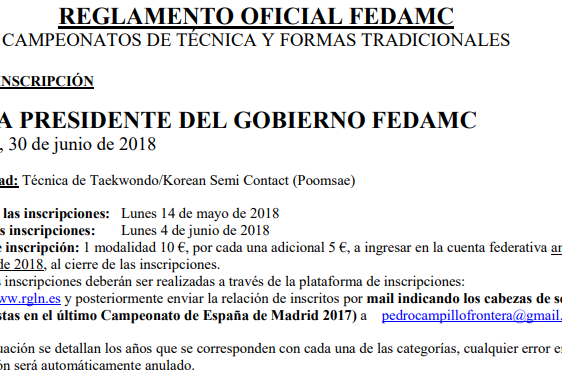 REGLAMENTO OFICIAL FEDAMC
CAMPEONATOS DE TÉCNICA Y FORMAS TRADICIONALES
INSCRIPCIÓN
A PRESIDENTE DEL GOBIERNO FEDAMC
, 30 de junio de 2018
ad: Técnica de Taekwondo/Korean Semi Contact (Poomsae)
las inscripciones: Lunes 14 de mayo de 2018
s inscripciones: Lunes 4 de junio de 2018
e inscripción: 1 modalidad 10 €, por cada una adicional 5 €, a ingresar en la cuenta federativa an
de 2018, al cierre de las inscripciones.
s inscripciones deberán ser realizadas a través de la plataforma de inscripciones:
ww.rgln.es y posteriormente enviar la relación de inscritos por mail indicando los cabezas de se
stas en el último Campeonato de España de Madrid 2017) a pedrocampillofrontera@gmail.
uación se detallan los años que se corresponden con cada una de las categorías, cualquier error en
ón será automáticamente anulado.